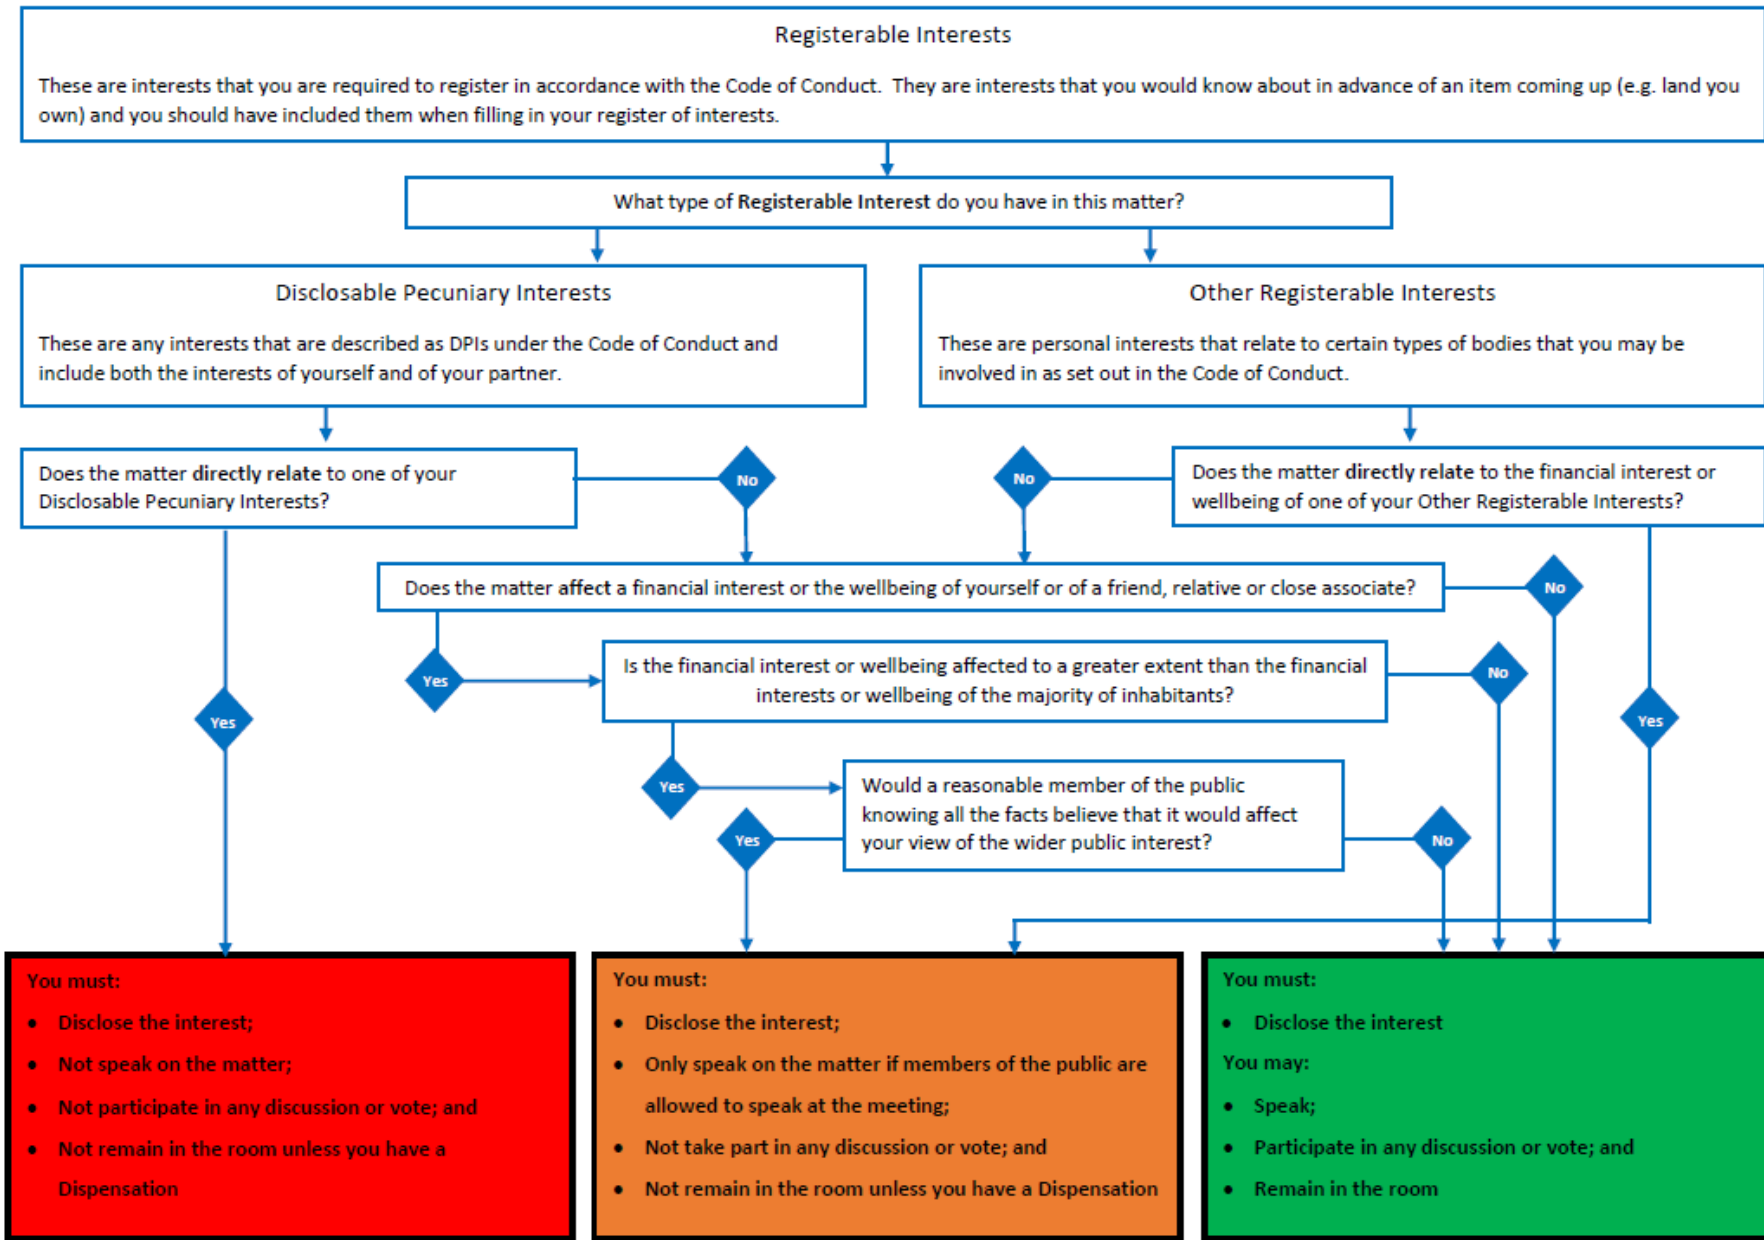 Registerable Interests
These are interests that you are required to register in accordance with the Code of Conduct. They are interests that you would know about in advance of an item coming up (e.g. land you
own) and you should have included them when filling in your register of interests.
What type of Registerable Interest do you have in this matter?
Disclosable Pecuniary Interests
These are any interests that are described as DPIs under the Code of Conduct and
include both the interests of yourself and of your partner.
Other Registerable Interests
These are personal interests that relate to certain types of bodies that you may be
involved in as set out in the Code of Conduct.
Does the matter directly relate to one of your
Disclosable Pecuniary Interests?
No
No
Does the matter directly relate to the financial interest or
wellbeing of one of your Other Registerable Interests?
Does the matter affect a financial interest or the wellbeing of yourself or of a friend, relative or close associate?
No
Yes
Is the financial interest or wellbeing affected to a greater extent than the financial
interests or wellbeing of the majority of inhabitants?
No
Yes
Yes
Yes
Would a reasonable member of the public
knowing all the facts believe that it would affect
your view of the wider public interest?
Yes
No
You must:
• Disclose the interest;
• Not speak on the matter;
• Not participate in any discussion or vote; and
• Not remain in the room unless you have a
Dispensation
You must:
• Disclose the interest;
• Only speak on the matter if members of the public are
allowed to speak at the meeting;
• Not take part in any discussion or vote; and
• Not remain in the room unless you have a Dispensation
You must:
• Disclose the interest
You may:
• Speak;
• Participate in any discussion or vote; and
• Remain in the room